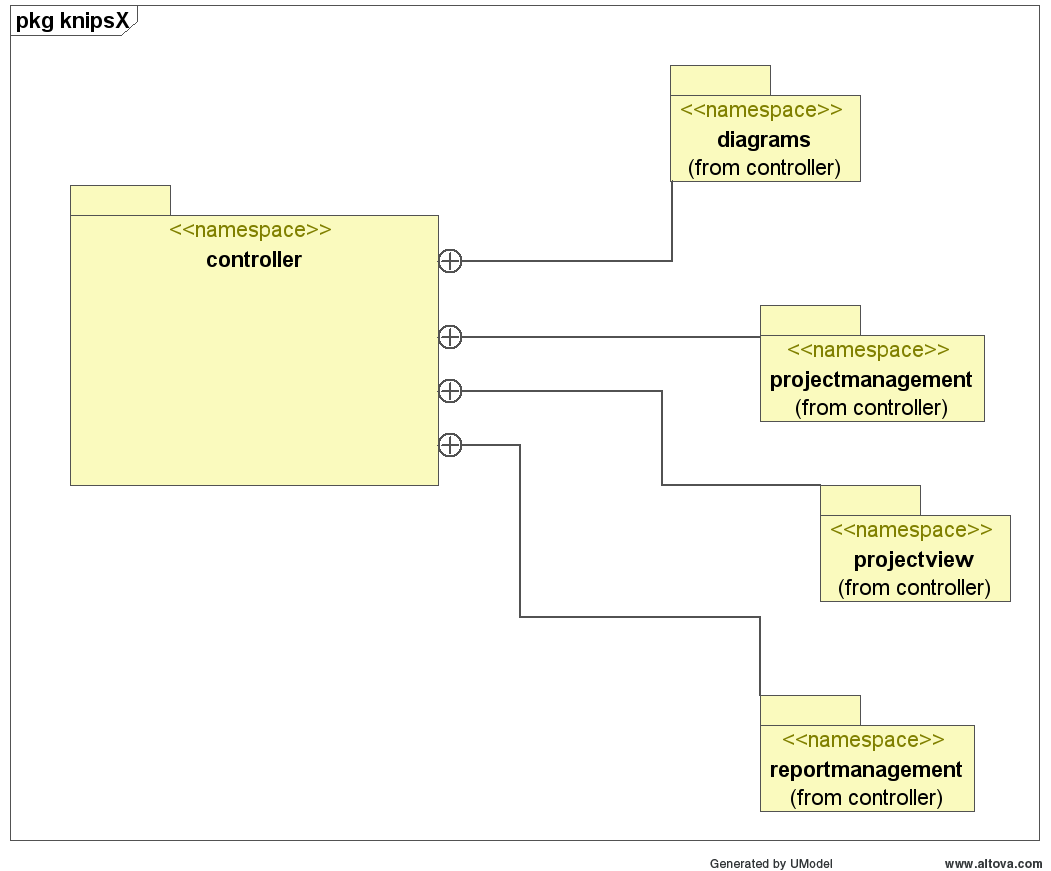 pkg knipsX
<<namespace>>
diagrams
(from controller)
<<namespace>>
controller
<<namespace>>
projectmanagement
(from controller)
<<namespace>>
projectview
(from controller)
<<namespace>>
reportmanagement
(from controller)
Generated by UModel
www.altova.com